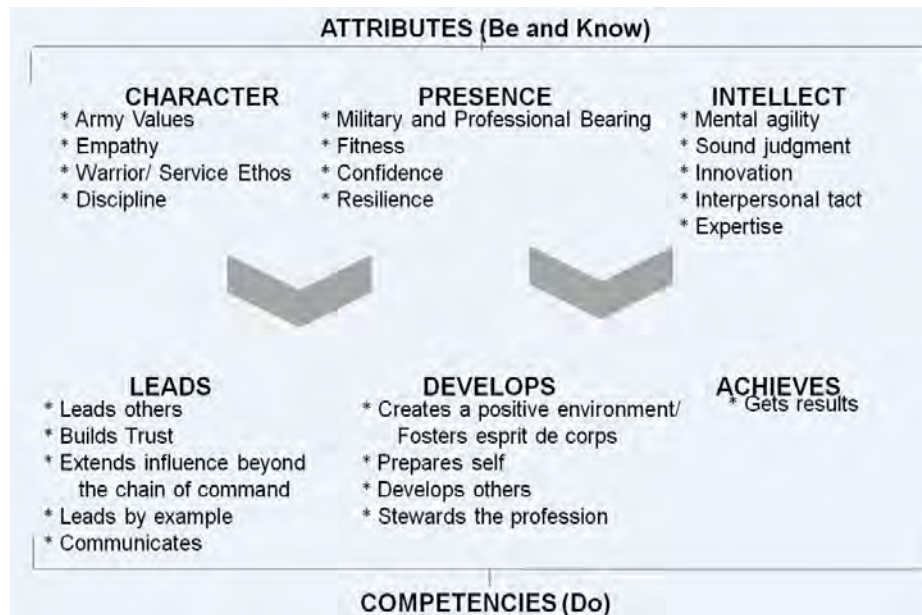 ATTRIBUTES (Be and Know)
CHARACTER
* Army Values
* Empathy
* Warrior/ Service Ethos
* Discipline
PRESENCE
* Military and Professional Bearing
* Fitness
* Confidence
* Resilience
INTELLECT
* Mental agility
* Sound judgment
* Innovation
* Interpersonal tact
* Expertise
LEADS
* Leads others
* Builds Trust
* Extends influence beyond
the chain of command
* Leads by example
* Communicates
DEVELOPS
* Creates a positive environment/
Fosters esprit de corps
* Prepares self
* Develops others
* Stewards the profession
ACHIEVES
* Gets results
COMPETENCIES (Do)